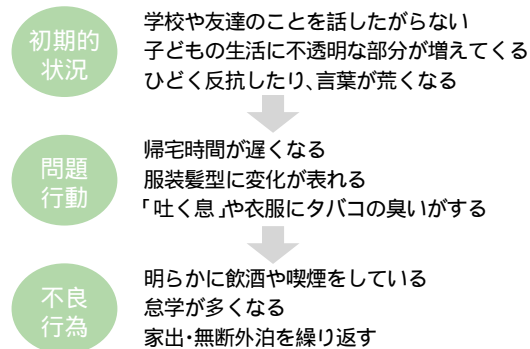 初期的
状況
学校や友達のことを話したがらない
子どもの生活に不透明な部分が増えてくる
ひどく反抗したり、言葉が荒くなる
問題
行動
帰宅時間が遅くなる
服装髪型に変化が表れる
「吐く息」や衣服にタバコの臭いがする
不良
行為
明らかに飲酒や喫煙をしている
怠学が多くなる
家出・無断外泊を繰り返す